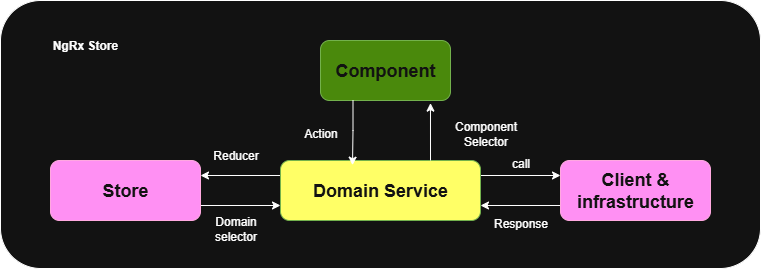 NgRx Store
Component
Action
Component
Selector
Reducer
call
Store
Domain Service
Client &
infrastructure
Domain
selector
Response